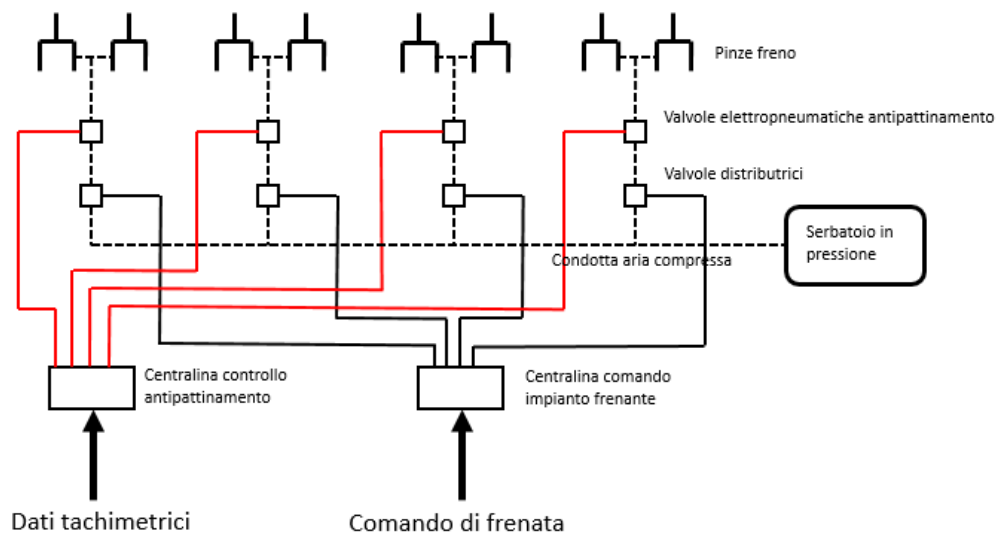 Pinze freno
Valvole elettropneumatiche antipattinamento
Valvole distributrici
Serbatoio in
pressione
Condotta aria compressa
Centralina controllo
antipattinamento
Centralina comando
impianto frenante
Dati tachimetrici
Comando di frenata